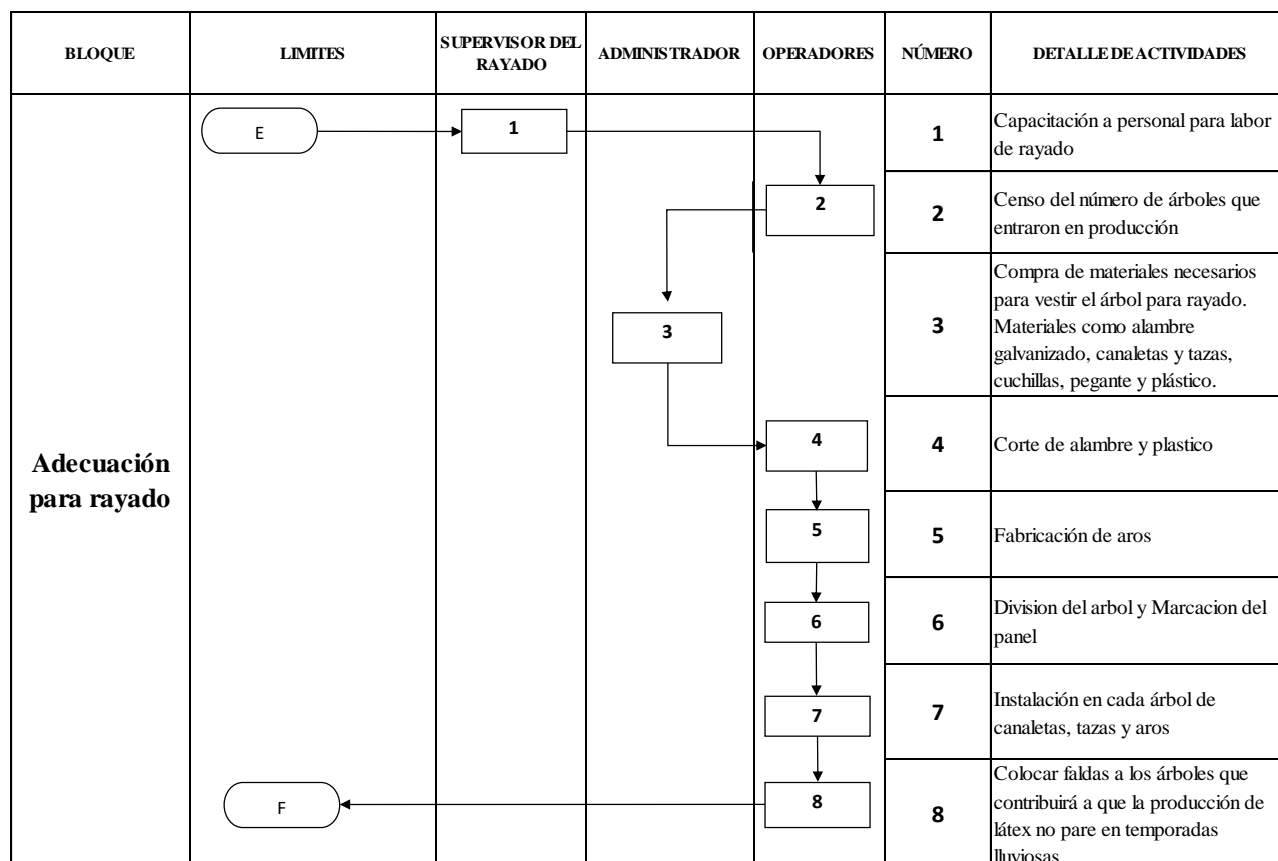 BLOQUE
LIMITES
SUPERVISOR DEL
RAYADO
ADMINISTRADOR
OPERADORES
NÚMERO
DETALLE DE ACTIVIDADES
Adecuación
para rayado
E
1
1
Capacitación a personal para labor
de rayado
2
2
Censo del número de árboles que
entraron en producción
3
3
Compra de materiales necesarios
para vestir el árbol para rayado.
Materiales como alambre
galvanizado, canaletas y tazas,
cuchillas, pegante y plástico.
4
4
Corte de alambre y plastico
5
5
Fabricación de aros
6
6
Division del arbol y Marcacion del
panel
7
7
Instalación en cada árbol de
canaletas, tazas y aros
F
8
8
Colocar faldas a los árboles que
contribuirá a que la producción de
látex no pare en temporadas
lluviosas